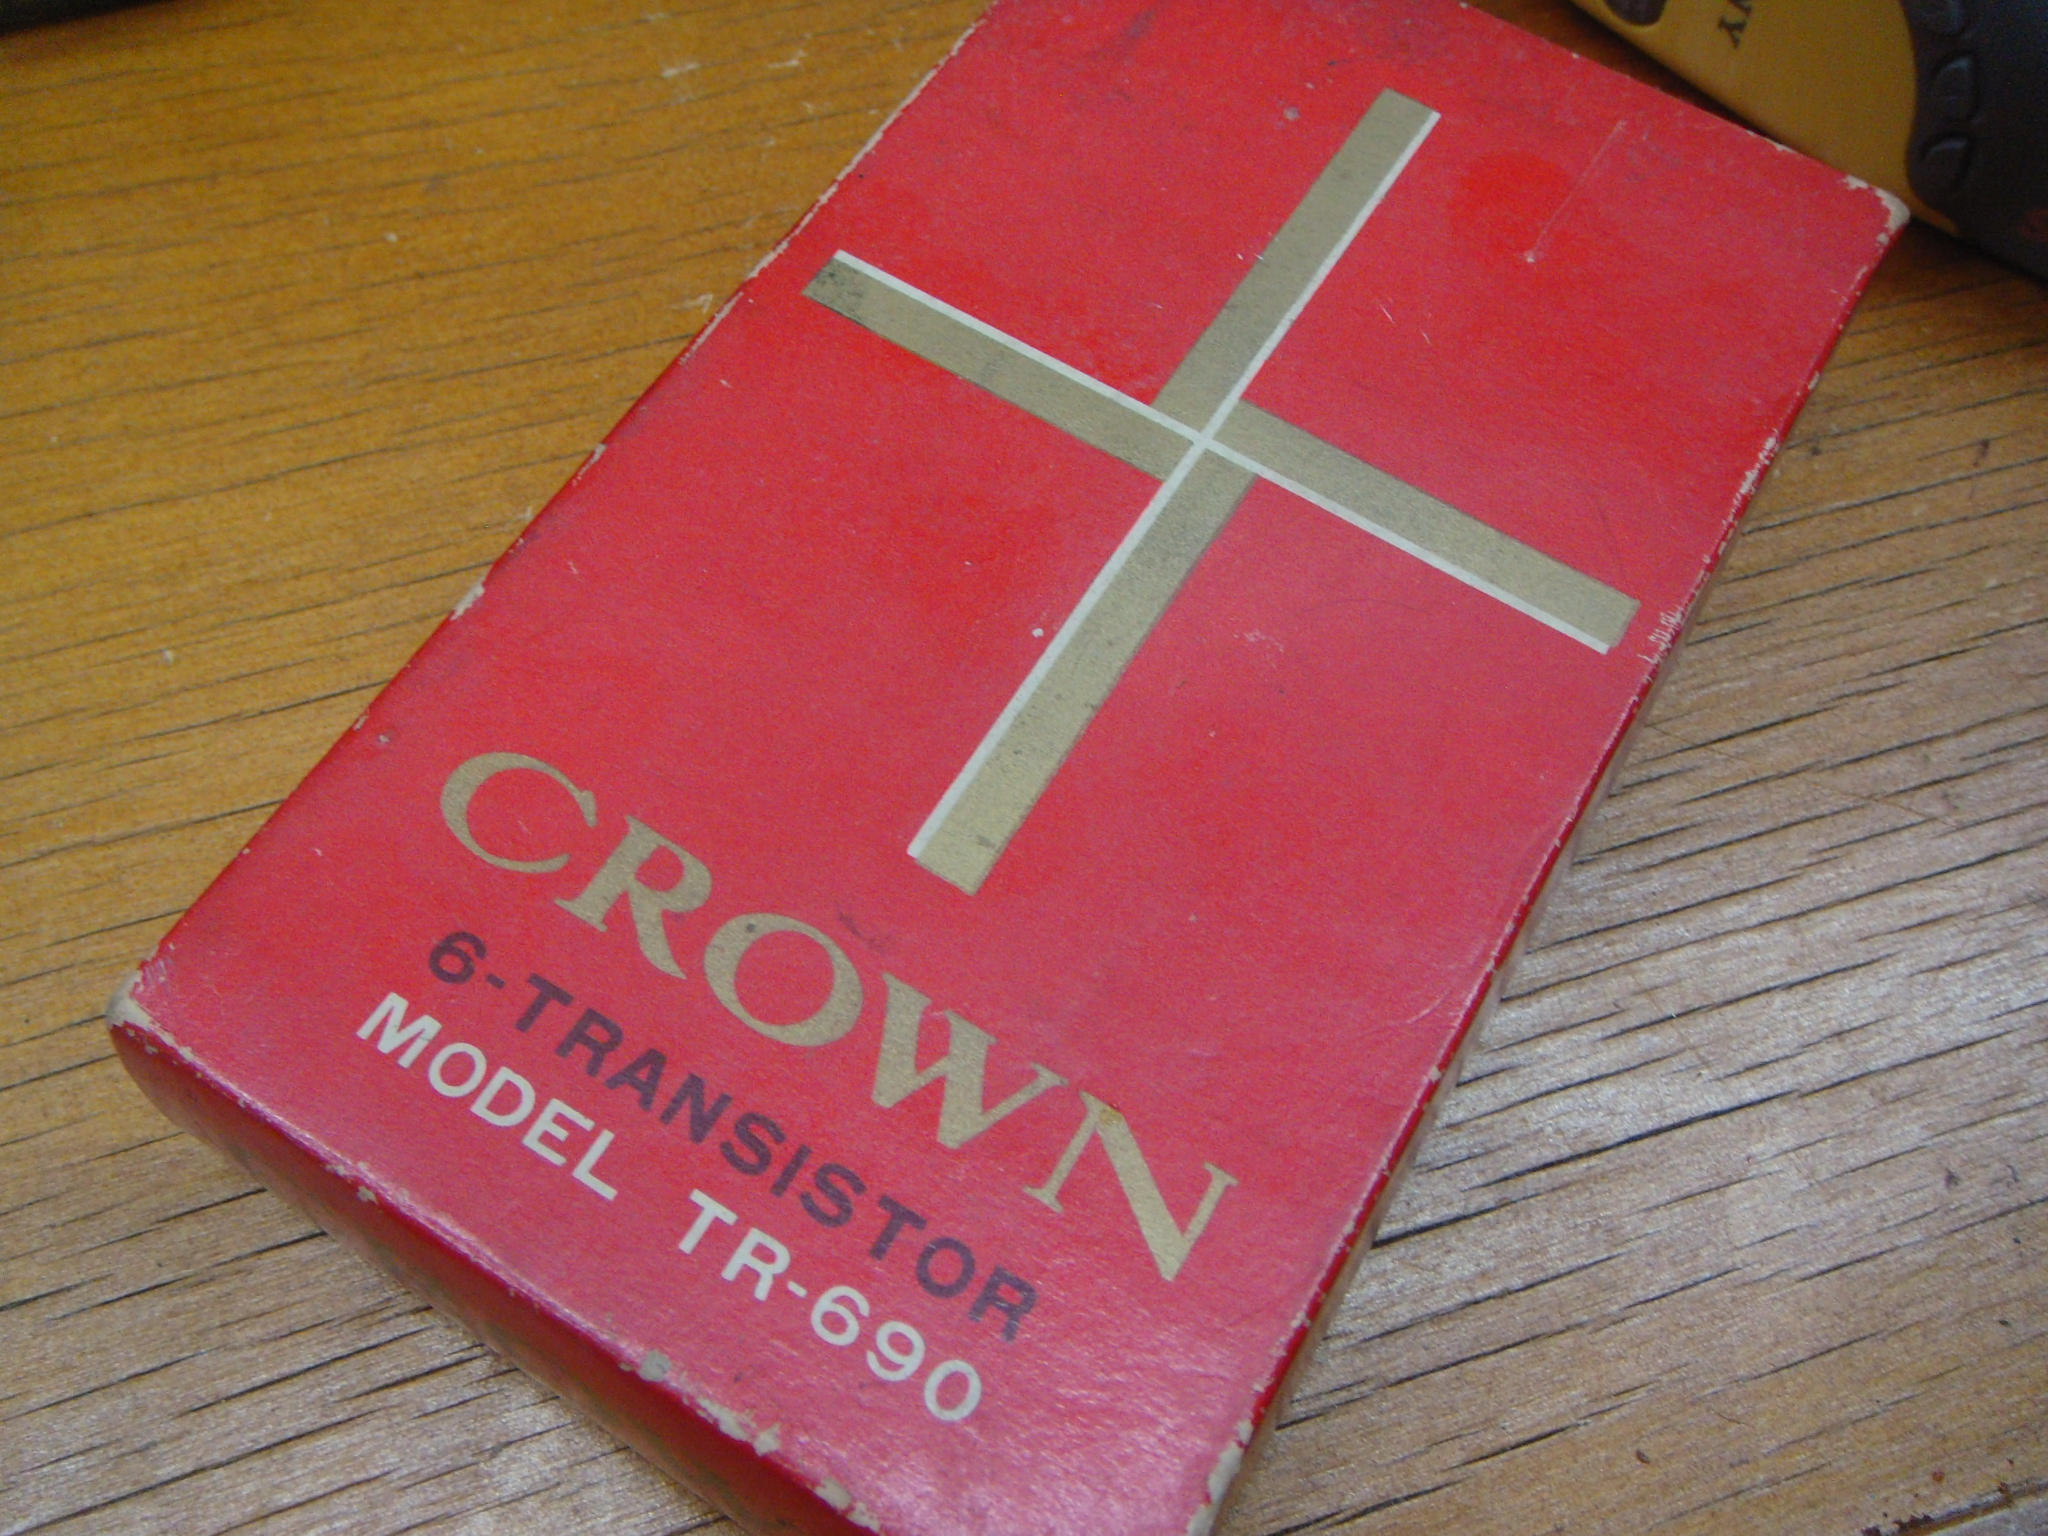 CROWN
6-TRANSISTOR
MODEL TR-690